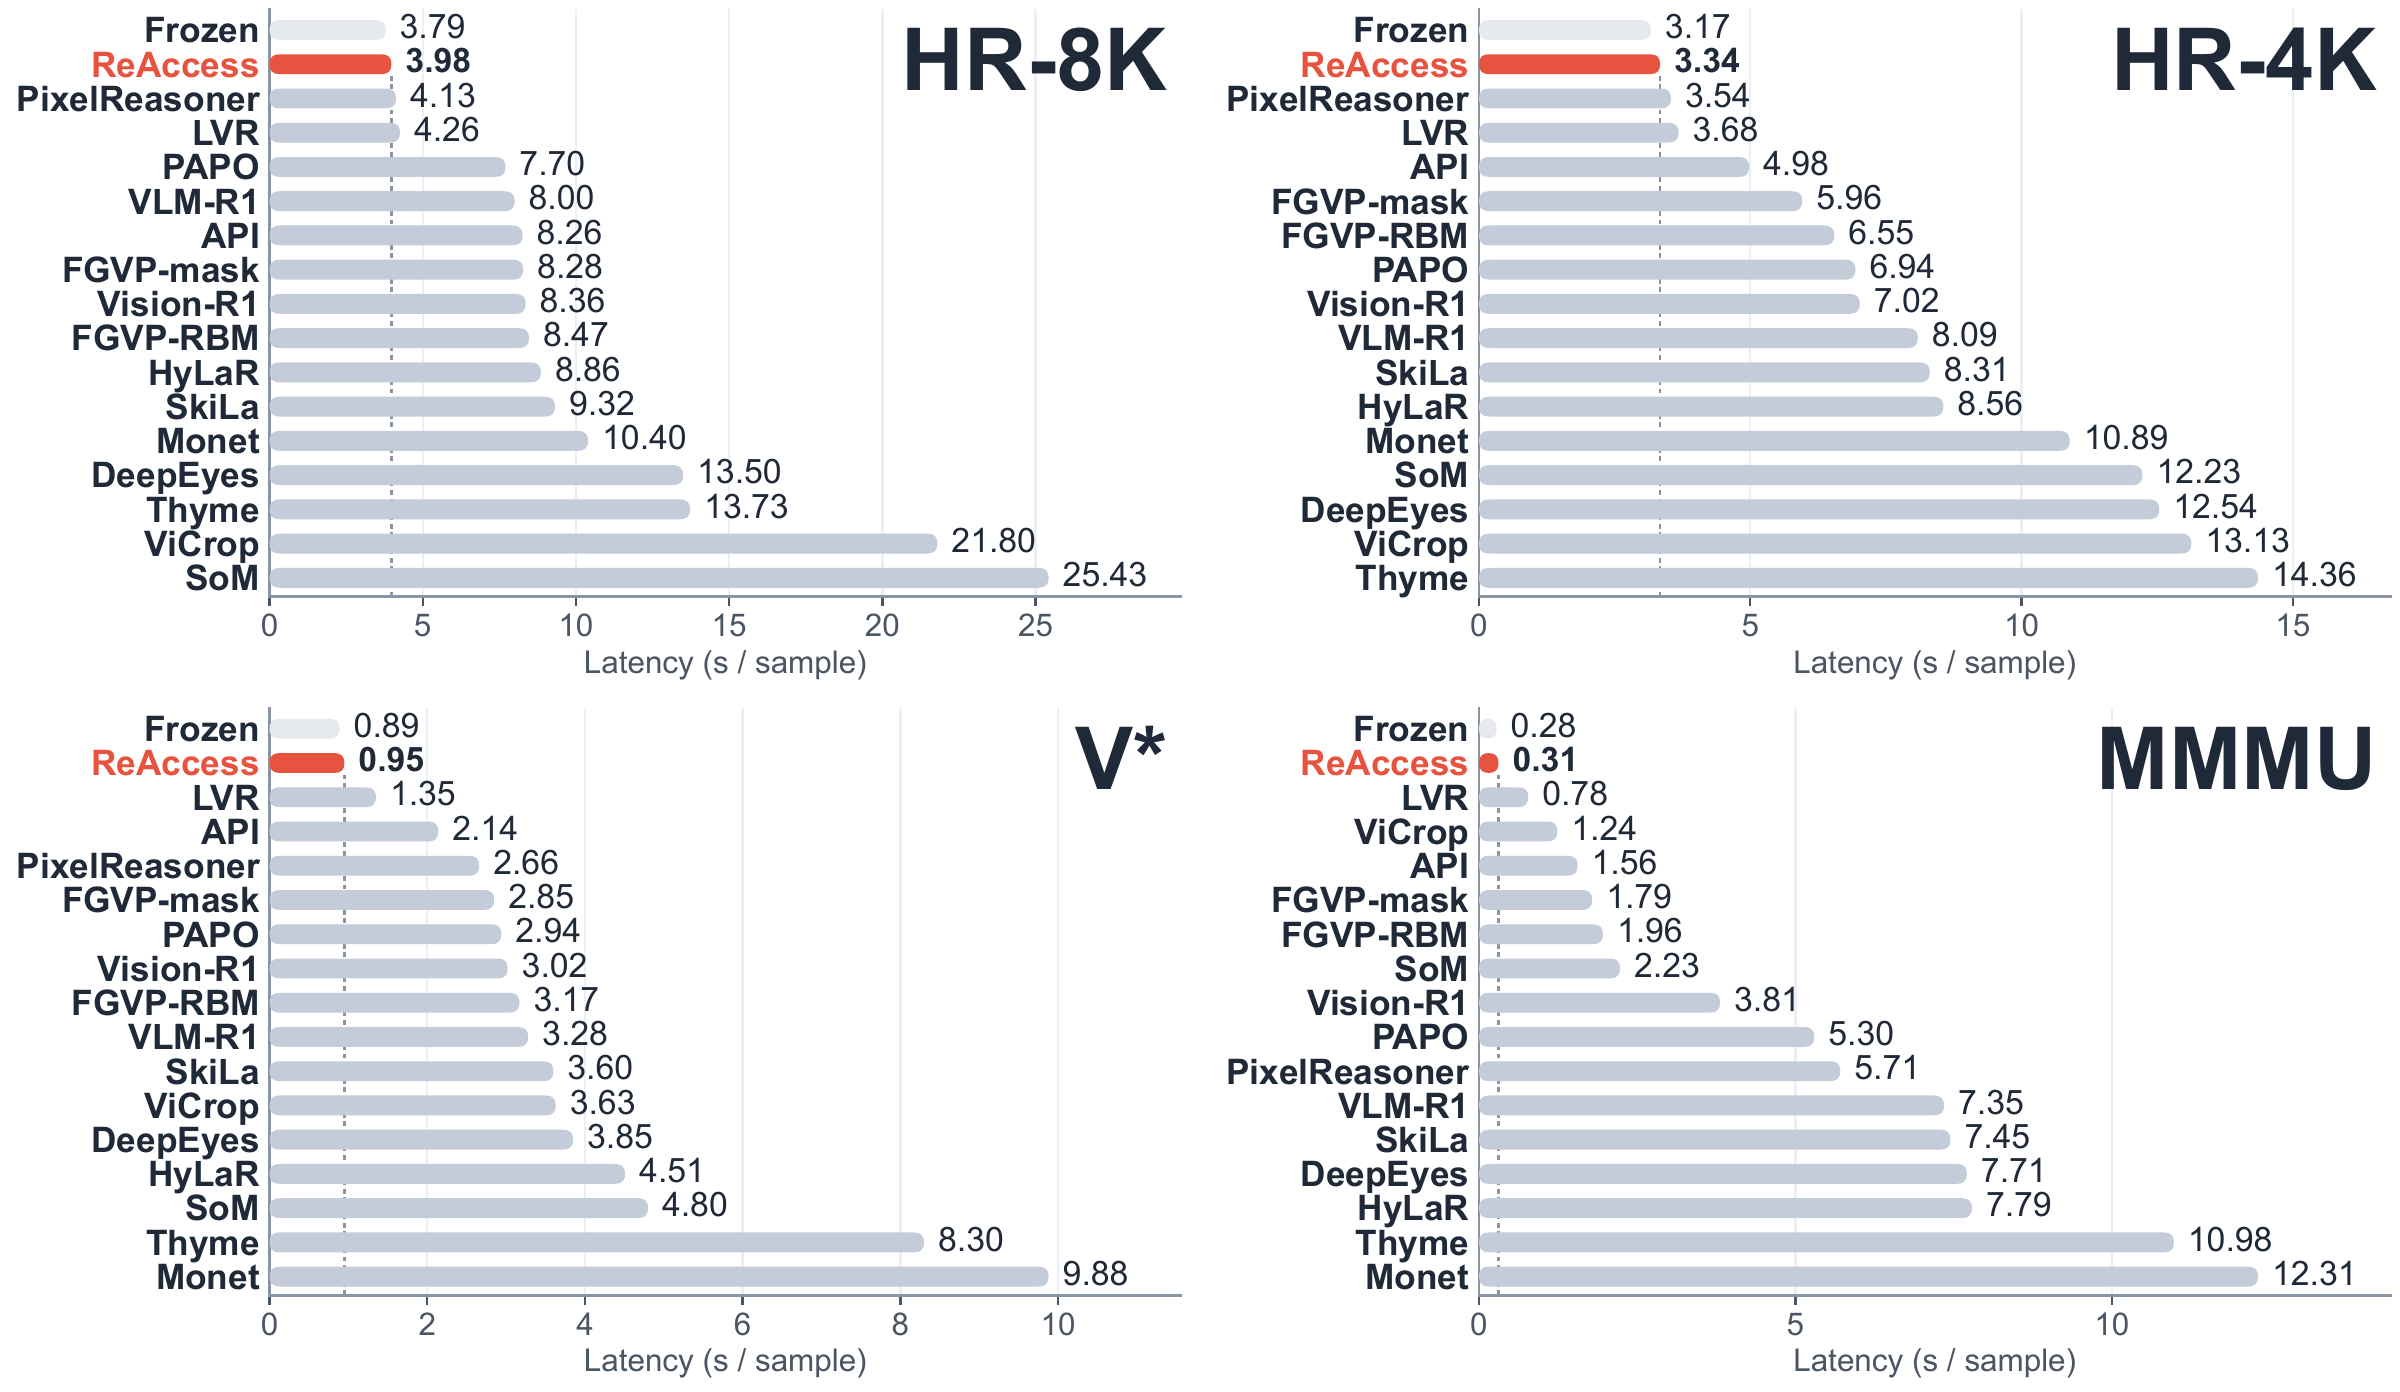 HR-8K
Frozen 3.79
ReAccess 3.98
PixelReasoner 4.13
LVR 4.26
PAPO 7.70
VLM-R1 8.00
API 8.26
FGVP-mask 8.28
Vision-R1 8.36
FGVP-RBM 8.47
HyLaR 8.86
SkiLa 9.32
Monet 10.40
DeepEyes 13.50
Thyme 13.73
ViCrop 21.80
SoM 25.43
0 5 10 15 20 25
Latency (s / sample)
HR-4K
Frozen 3.17
ReAccess 3.34
PixelReasoner 3.54
LVR 3.68
API 4.98
FGVP-mask 5.96
FGVP-RBM 6.55
PAPO 6.94
Vision-R1 7.02
VLM-R1 8.09
SkiLa 8.31
HyLaR 8.56
Monet 10.89
SoM 12.23
DeepEyes 12.54
ViCrop 13.13
Thyme 14.36
0 5 10 15
Latency (s / sample)
V*
Frozen 0.89
ReAccess 0.95
LVR 1.35
API 2.14
PixelReasoner 2.66
FGVP-mask 2.85
PAPO 2.94
Vision-R1 3.02
FGVP-RBM 3.17
VLM-R1 3.28
SkiLa 3.60
ViCrop 3.63
DeepEyes 3.85
HyLaR 4.51
SoM 4.80
Thyme 8.30
Monet 9.88
0 2 4 6 8 10
Latency (s / sample)
MMMU
Frozen 0.28
ReAccess 0.31
LVR 0.78
ViCrop 1.24
API 1.56
FGVP-mask 1.79
FGVP-RBM 1.96
SoM 2.23
Vision-R1 3.81
PAPO 5.30
PixelReasoner 5.71
VLM-R1 7.35
SkiLa 7.45
DeepEyes 7.71
HyLaR 7.79
Thyme 10.98
Monet 12.31
0 5 10
Latency (s / sample)